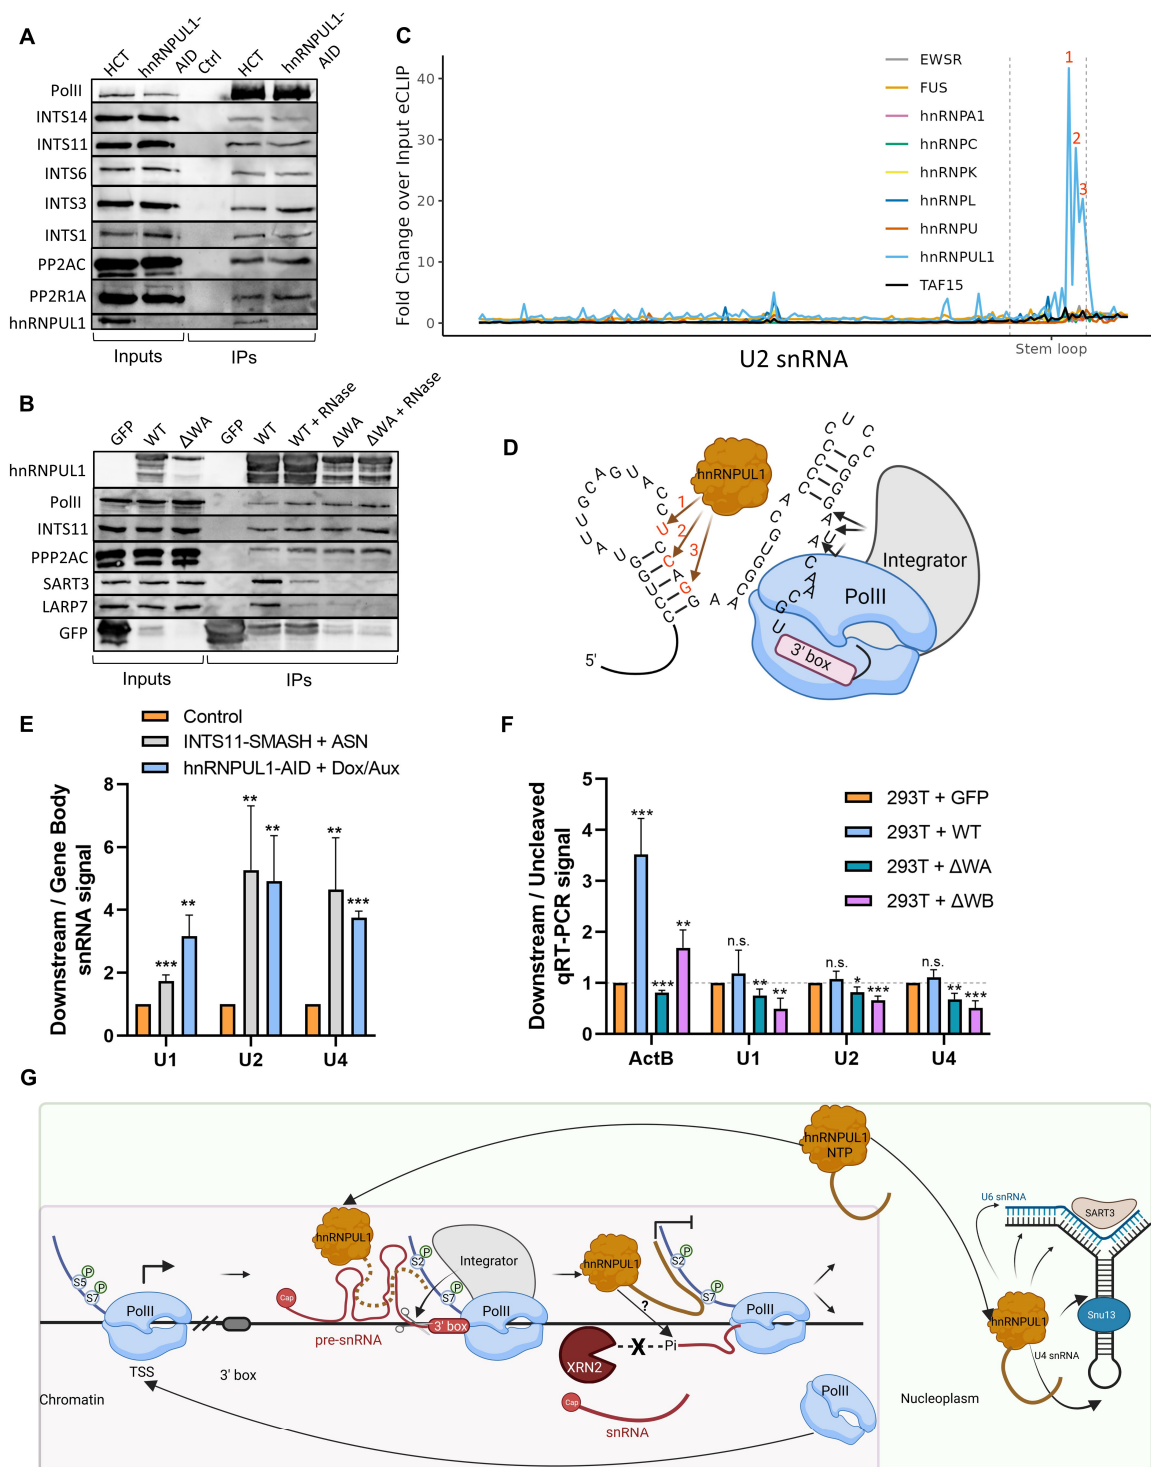 A
HCT
hnRNPUL1-
AID
Ctrl
HCT
hnRNPUL1-
AID
PolII
INTS14
INTS11
INTS6
INTS3
INTS1
PP2AC
PP2R1A
hnRNPUL1
Inputs
IPs
B
GFP
WT
ΔWA
GFP
WT
WT + RNase
ΔWA
ΔWA + RNase
hnRNPUL1
PolII
INTS11
PPP2AC
SART3
LARP7
GFP
Inputs
IPs
C
Fold Change over Input eCLIP
40
30
20
10
0
EWSR
FUS
hnRNPA1
hnRNPC
hnRNPK
hnRNPL
hnRNPU
hnRNPUL1
TAF15
1
2
3
Stem loop
U2 snRNA
D
hnRNPUL1
1
2
3
Integrator
PolII
3' box
5'
E
Control
INTS11-SMASH + ASN
hnRNPUL1-AID + Dox/Aux
Downstream / Gene Body
snRNA signal
8
6
4
2
0
***
**
**
**
**
***
U1
U2
U4
F
293T + GFP
293T + WT
293T + ΔWA
293T + ΔWB
Downstream / Uncleaved
qRT-PCR signal
5
4
3
2
1
0
***
***
**
n.s.
**
**
n.s.
*
***
n.s.
**
***
ActB
U1
U2
U4
G
hnRNPUL1
NTP
S5
P
S7
P
PolII
TSS
3' box
Chromatin
hnRNPUL1
Cap
pre-snRNA
S2
P
S7
P
Integrator
3' box
PolII
hnRNPUL1
?
S2
P
S7
P
PolII
XRN2
X
Pi
Cap
snRNA
PolII
Nucleoplasm
U6 snRNA
SART3
hnRNPUL1
Snu13
U4 snRNA